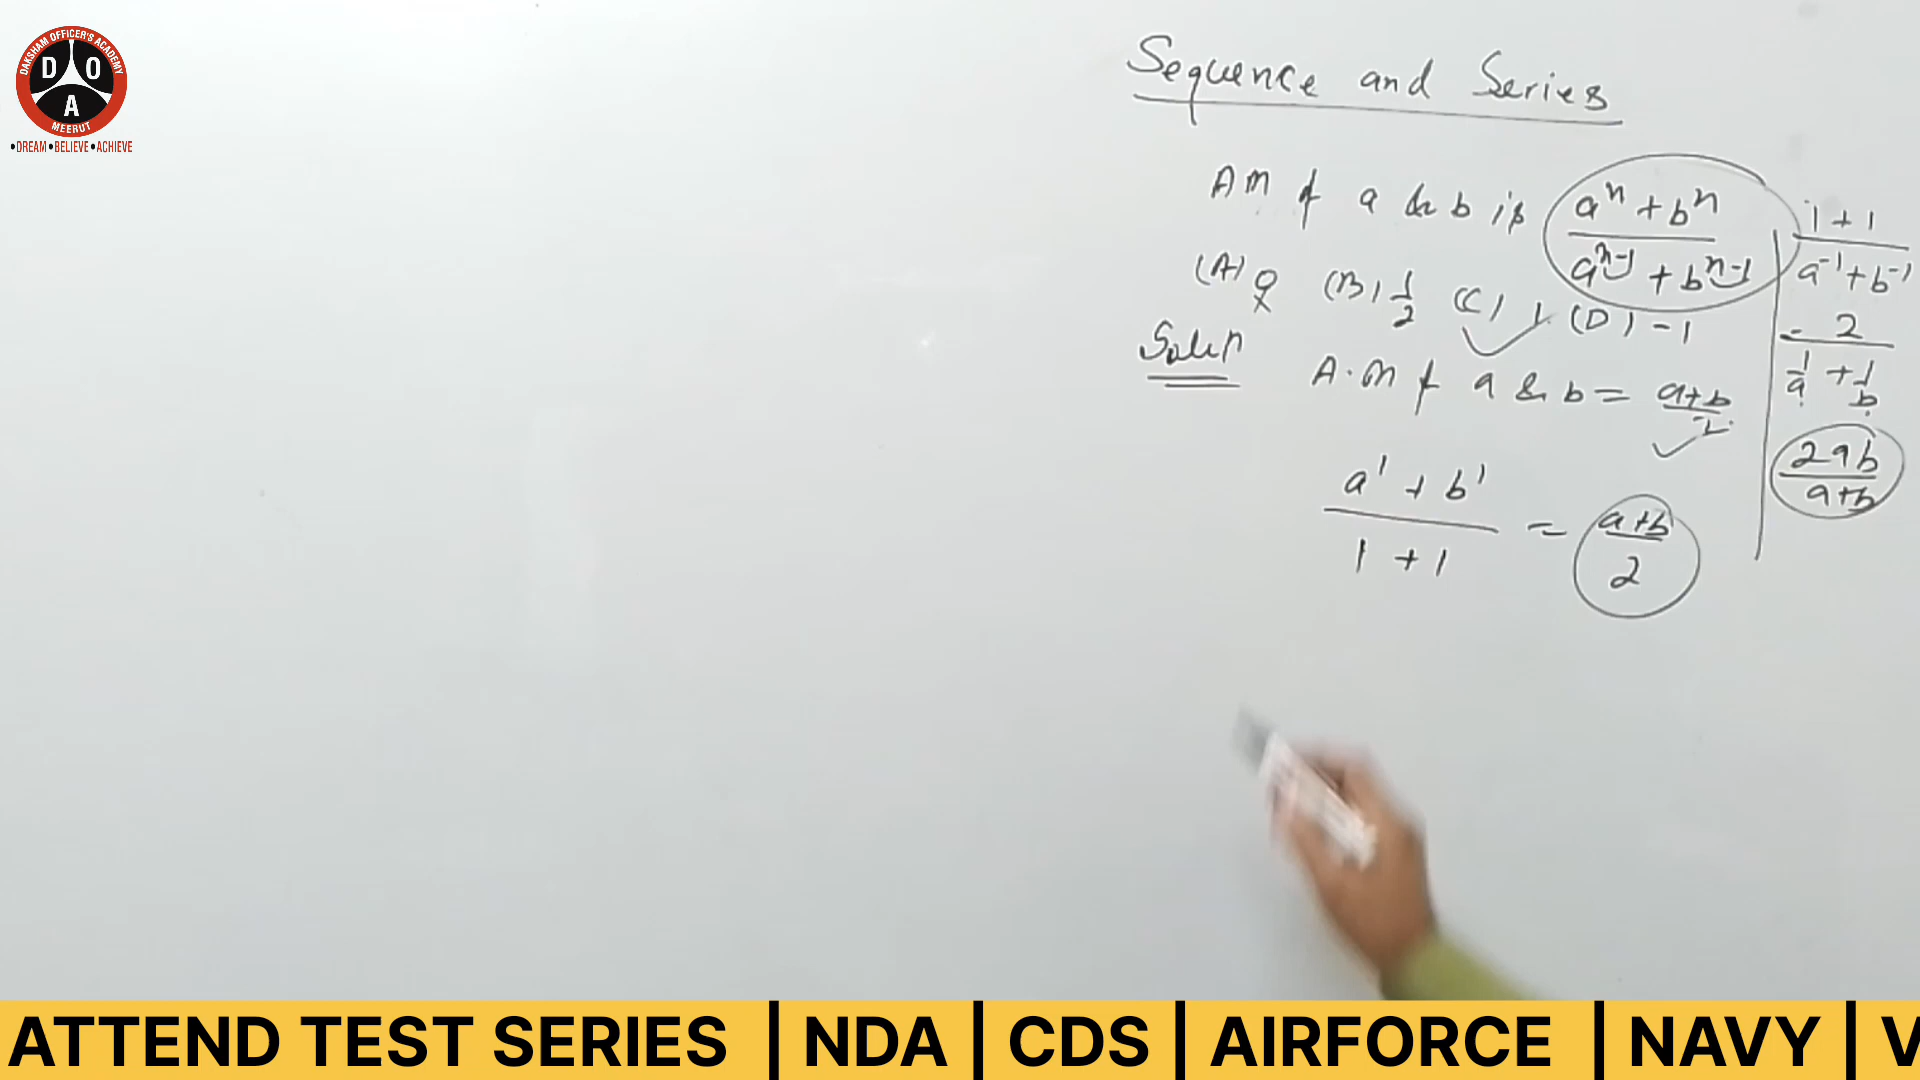 DAKSHAM OFFICER'S ACADEMY
D O
A
MEERUT
•DREAM•BELIEVE•ACHIEVE
Sequence and Series
AM of a & b is (aⁿ + bⁿ)/(aⁿ⁻¹ + bⁿ⁻¹)
(A) 0 (B) 1/2 (C) 1 (D) -1
Solun
A.M of a & b = (a+b)/2
(a¹ + b¹)/(1 + 1) = (a+b)/2
(1+1)/(a⁻¹+b⁻¹)
= 2/(1/a + 1/b)
2ab/(a+b)
ATTEND TEST SERIES | NDA | CDS | AIRFORCE | NAVY | V